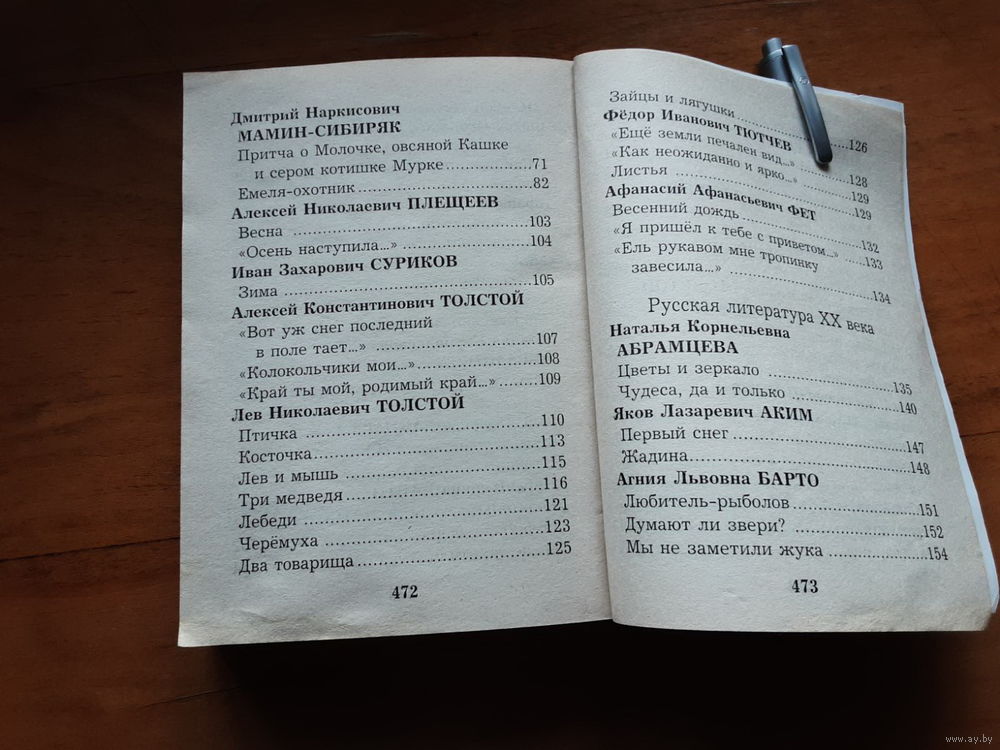 Дмитрий Наркисович
МАМИН-СИБИРЯК
Притча о Молочке, овсяной Кашке
и сером котишке Мурке 71
Емеля-охотник 82
Алексей Николаевич ПЛЕЩЕЕВ
Весна 103
«Осень наступила...» 104
Иван Захарович СУРИКОВ
Зима 105
Алексей Константинович ТОЛСТОЙ
«Вот уж снег последний
в поле тает...» 107
«Колокольчики мои...» 108
«Край ты мой, родимый край...» 109
Лев Николаевич ТОЛСТОЙ
Птичка 110
Косточка 113
Лев и мышь 115
Три медведя 116
Лебеди 121
Черёмуха 123
Два товарища 125
472
Зайцы и лягушки 126
Фёдор Иванович ТЮТЧЕВ
«Ещё земли печален вид...» 128
«Как неожиданно и ярко...» 129
Листья 129
Афанасий Афанасьевич ФЕТ
Весенний дождь 132
«Я пришёл к тебе с приветом...» 133
«Ель рукавом мне тропинку
завесила...» 134
Русская литература XX века
Наталья Корнельевна
АБРАМЦЕВА
Цветы и зеркало 135
Чудеса, да и только 140
Яков Лазаревич АКИМ
Первый снег 147
Жадина 148
Агния Львовна БАРТО
Любитель-рыболов 151
Думают ли звери? 152
Мы не заметили жука 154
473
www.ay.by